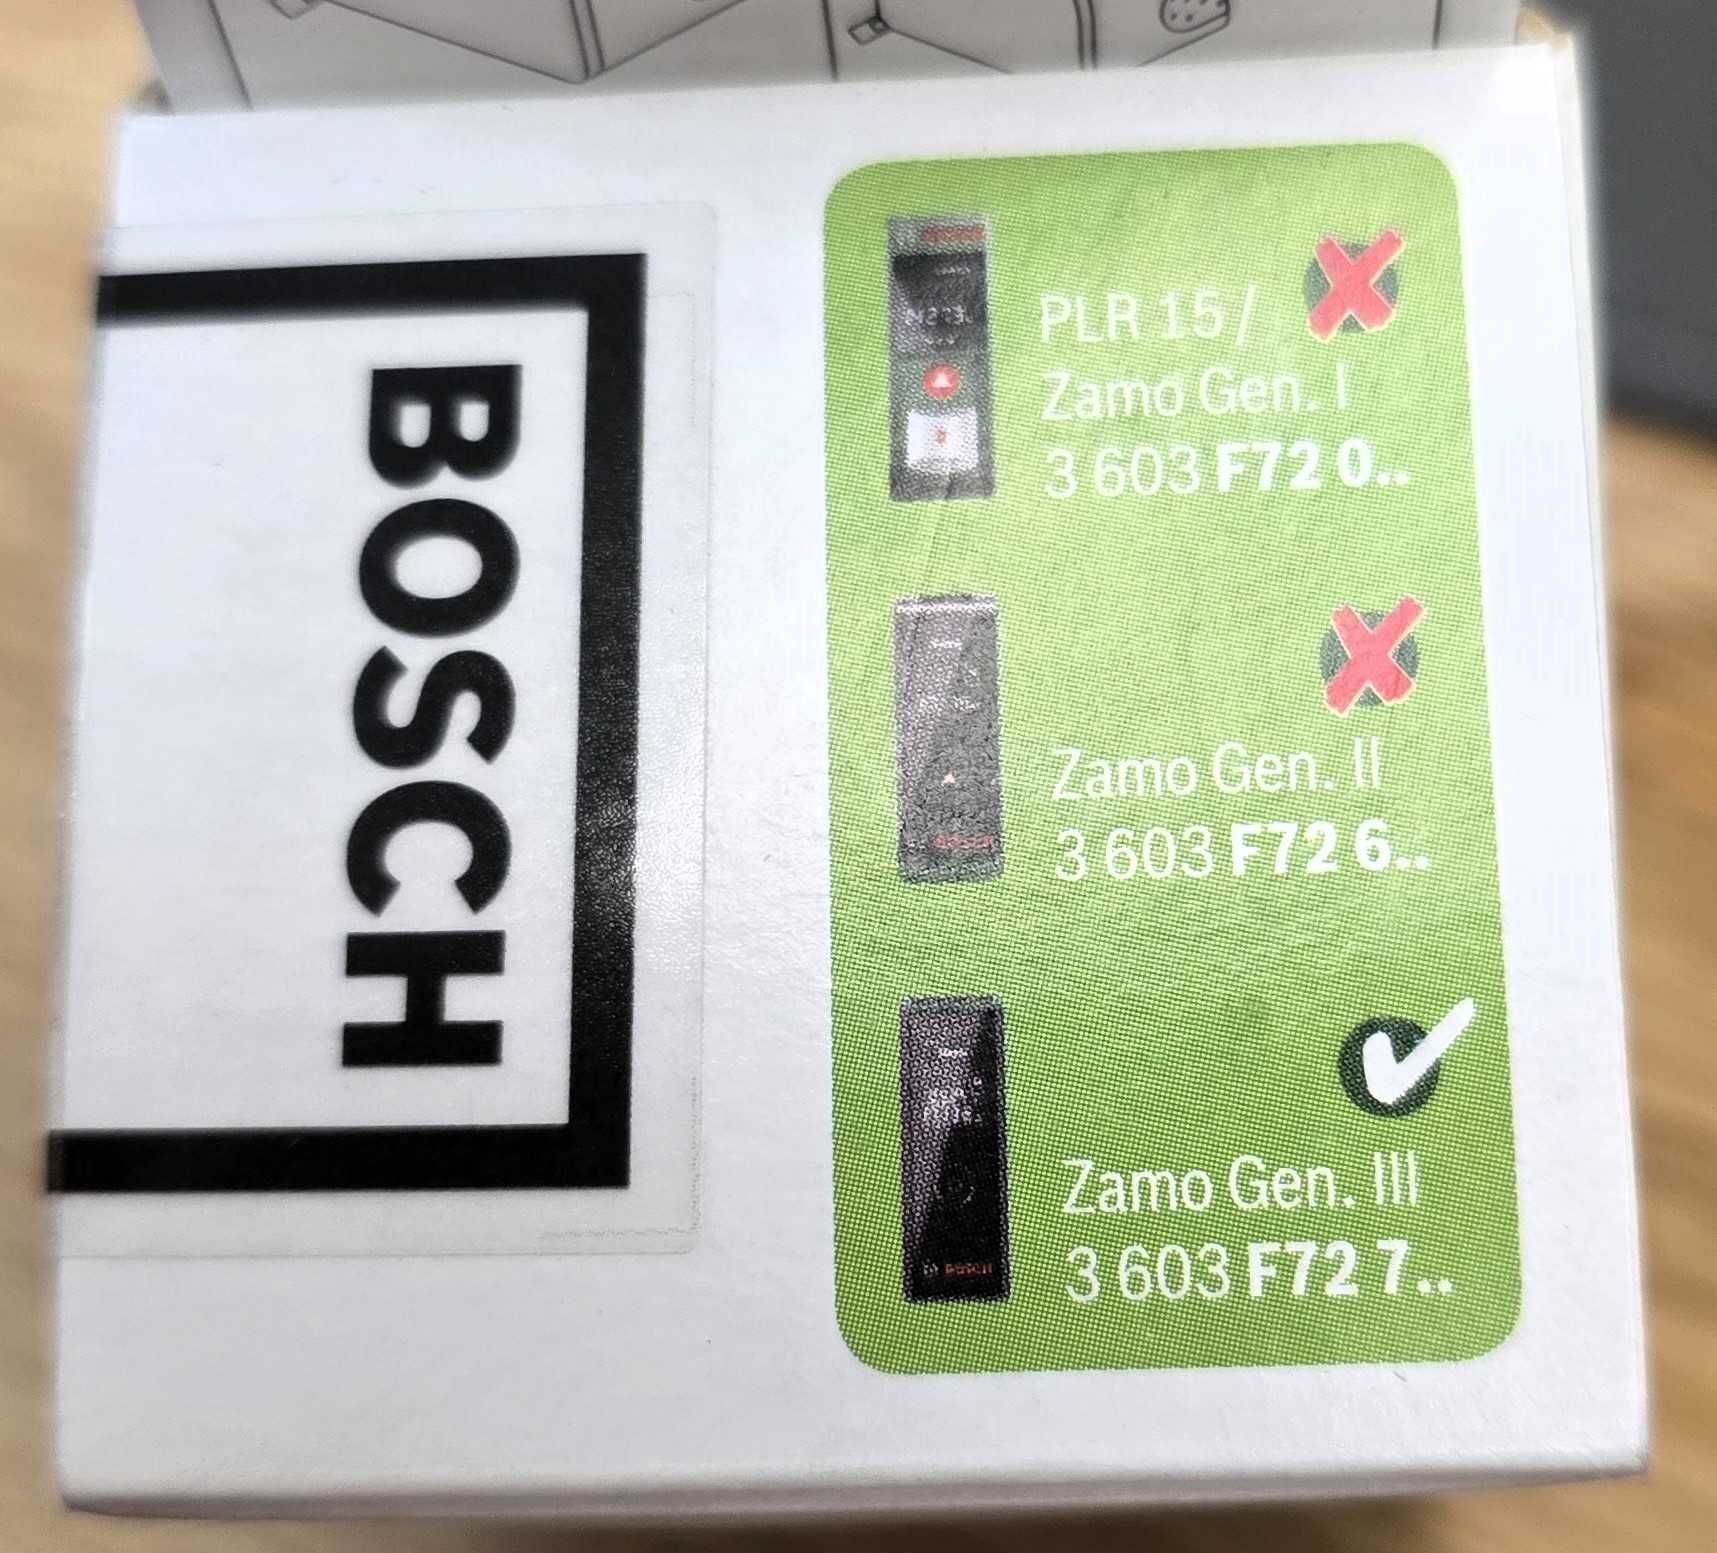 BOSCH
PLR 15 /
Zamo Gen. I
3 603 F72 0..
Zamo Gen. II
3 603 F72 6..
Zamo Gen. III
3 603 F72 7..